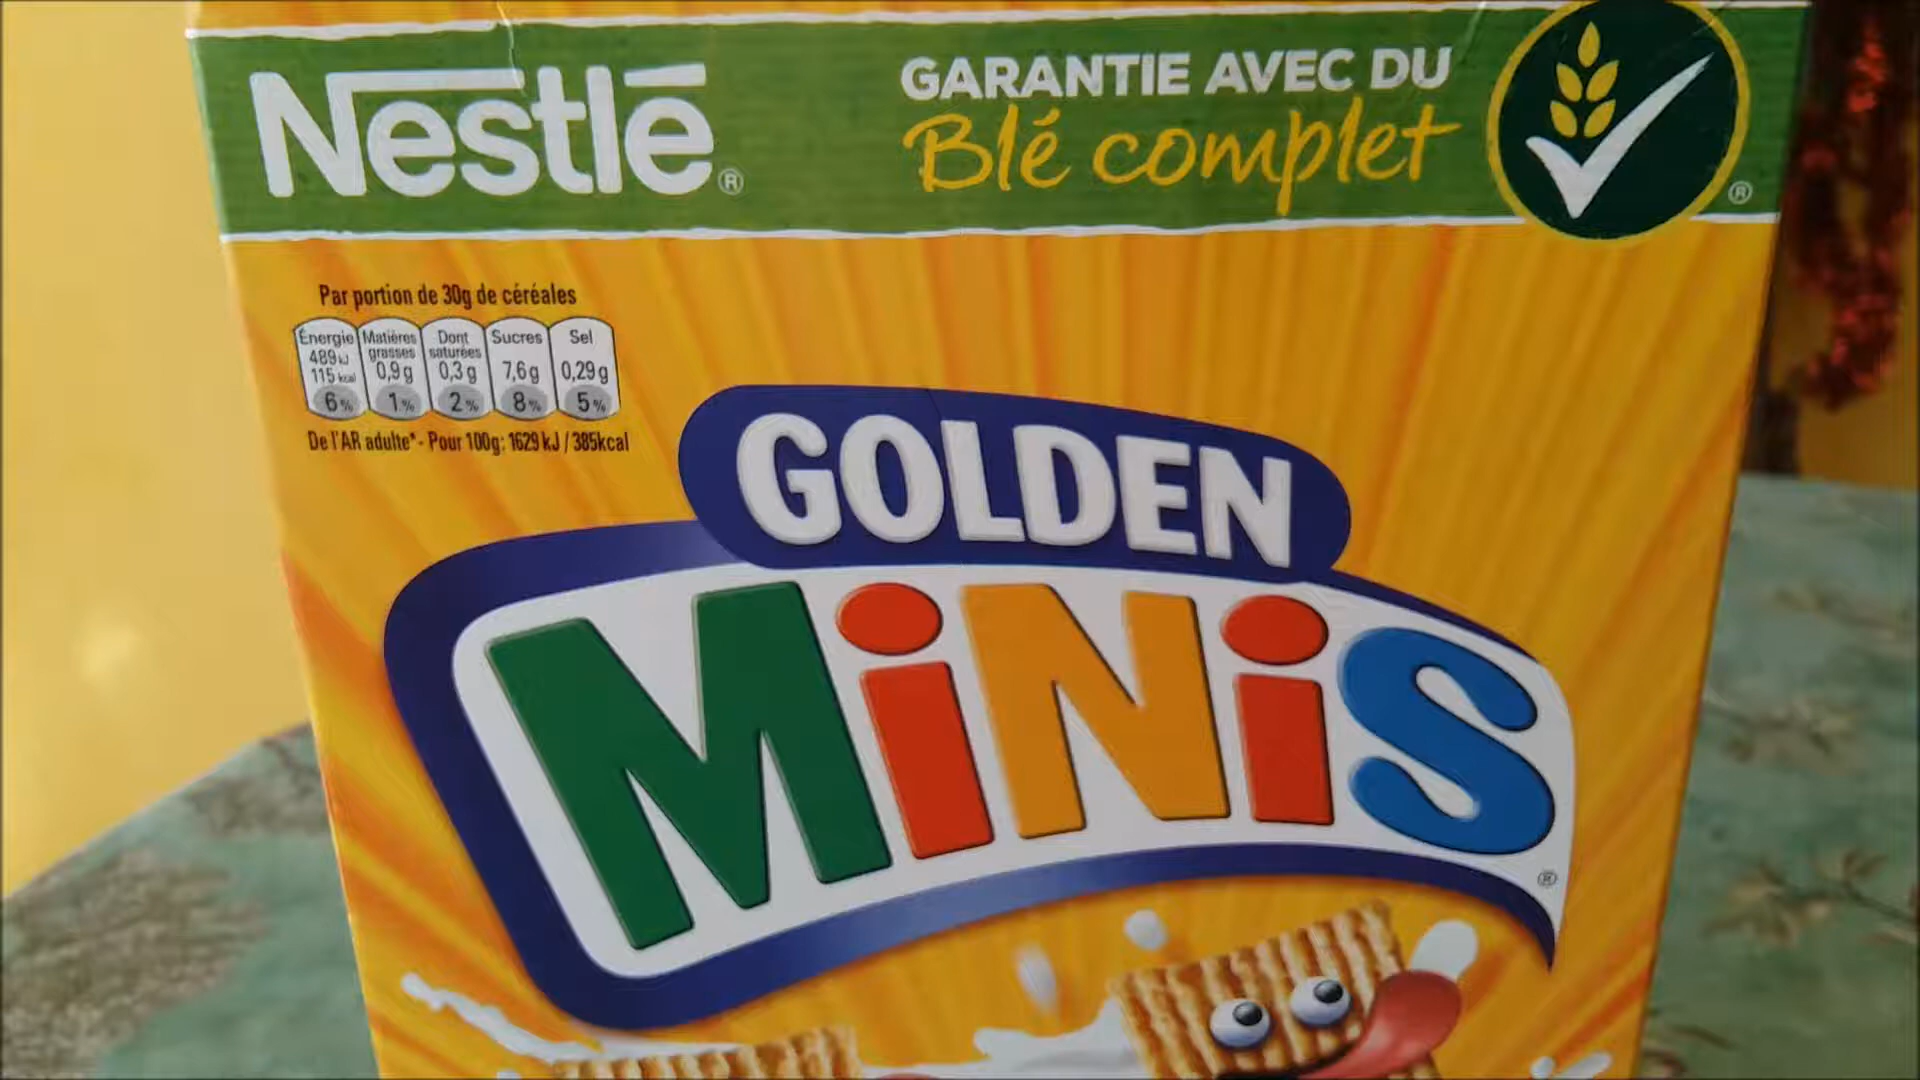 Nestlé®
GARANTIE AVEC DU
Blé complet
®
Par portion de 30g de céréales
Énergie Matières grasses Dont saturées Sucres Sel
489kJ
115 kcal 0,9g 0,3g 7,6g 0,29g
6% 1% 2% 8% 5%
De l'AR adulte*- Pour 100g: 1629 kJ / 385kcal
GOLDEN
MiNiS
®